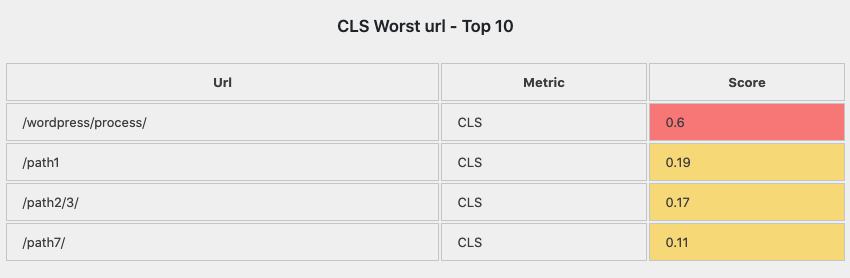 CLS Worst url - Top 10
Url Metric Score
/wordpress/process/ CLS 0.6
/path1 CLS 0.19
/path2/3/ CLS 0.17
/path7/ CLS 0.11